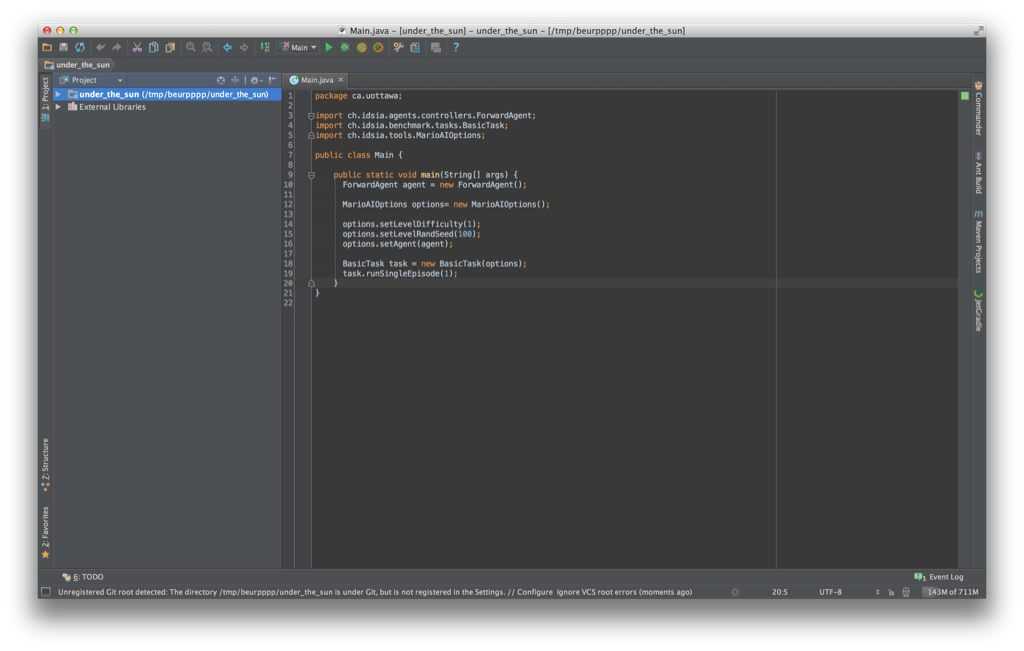 Main.java - [under_the_sun] - under_the_sun - [/tmp/beurpppp/under_the_sun]
Main
?
under_the_sun
Project
Main.java
1: Project
under_the_sun (/tmp/beurpppp/under_the_sun)
External Libraries
1 package ca.uottawa;
2
3 import ch.idsia.agents.controllers.ForwardAgent;
4 import ch.idsia.benchmark.tasks.BasicTask;
5 import ch.idsia.tools.MarioAIOptions;
6
7 public class Main {
8
9 public static void main(String[] args) {
10 ForwardAgent agent = new ForwardAgent();
11
12 MarioAIOptions options= new MarioAIOptions();
13
14 options.setLevelDifficulty(1);
15 options.setLevelRandSeed(100);
16 options.setAgent(agent);
17
18 BasicTask task = new BasicTask(options);
19 task.runSingleEpisode(1);
20 }
21 }
22
Commander
Ant Build
m Maven Projects
JetGradle
Z: Structure
2: Favorites
6: TODO
1 Event Log
Unregistered Git root detected: The directory /tmp/beurpppp/under_the_sun is under Git, but is not registered in the Settings. // Configure Ignore VCS root errors (moments ago)
20:5
UTF-8
143M of 711M